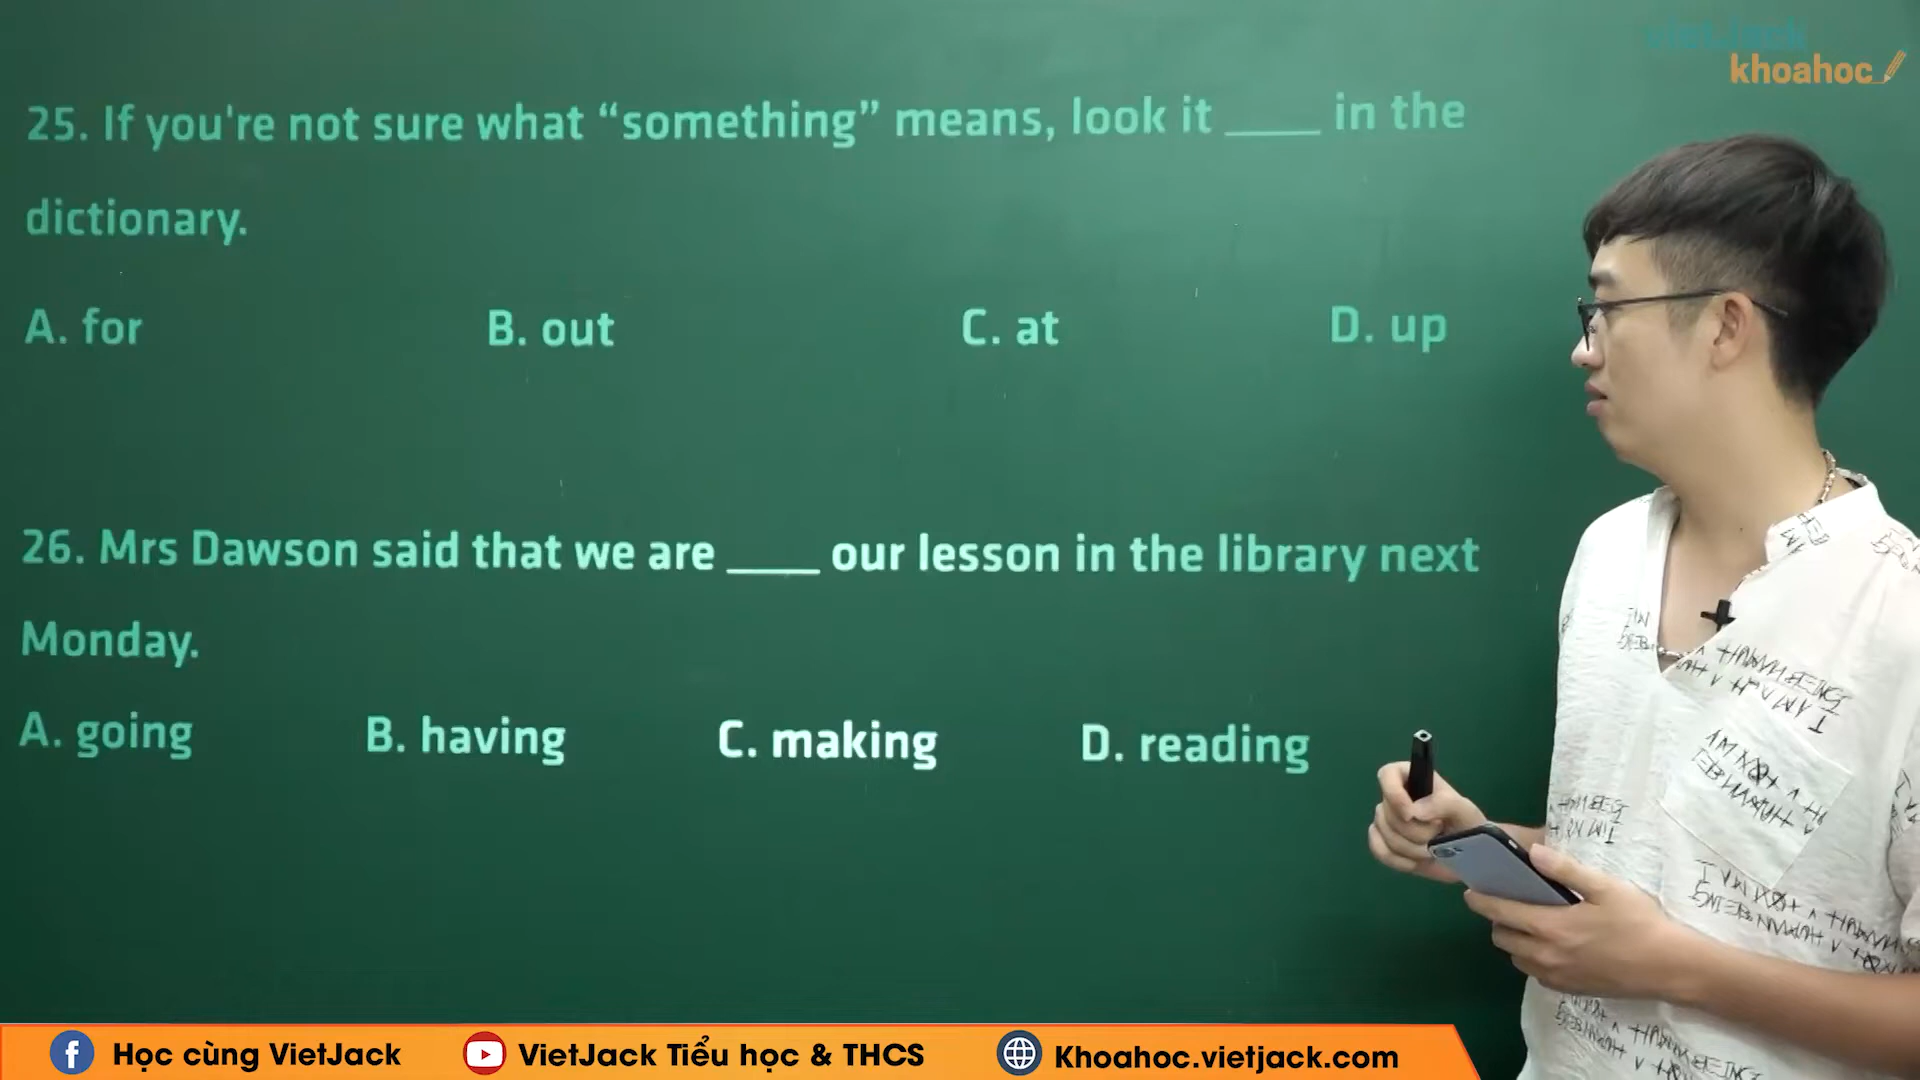 vietjack
khoahoc
25. If you're not sure what “something” means, look it ____ in the
dictionary.
A. for B. out C. at D. up
26. Mrs Dawson said that we are ____ our lesson in the library next
Monday.
A. going B. having C. making D. reading
Học cùng VietJack VietJack Tiểu học & THCS Khoahoc.vietjack.com